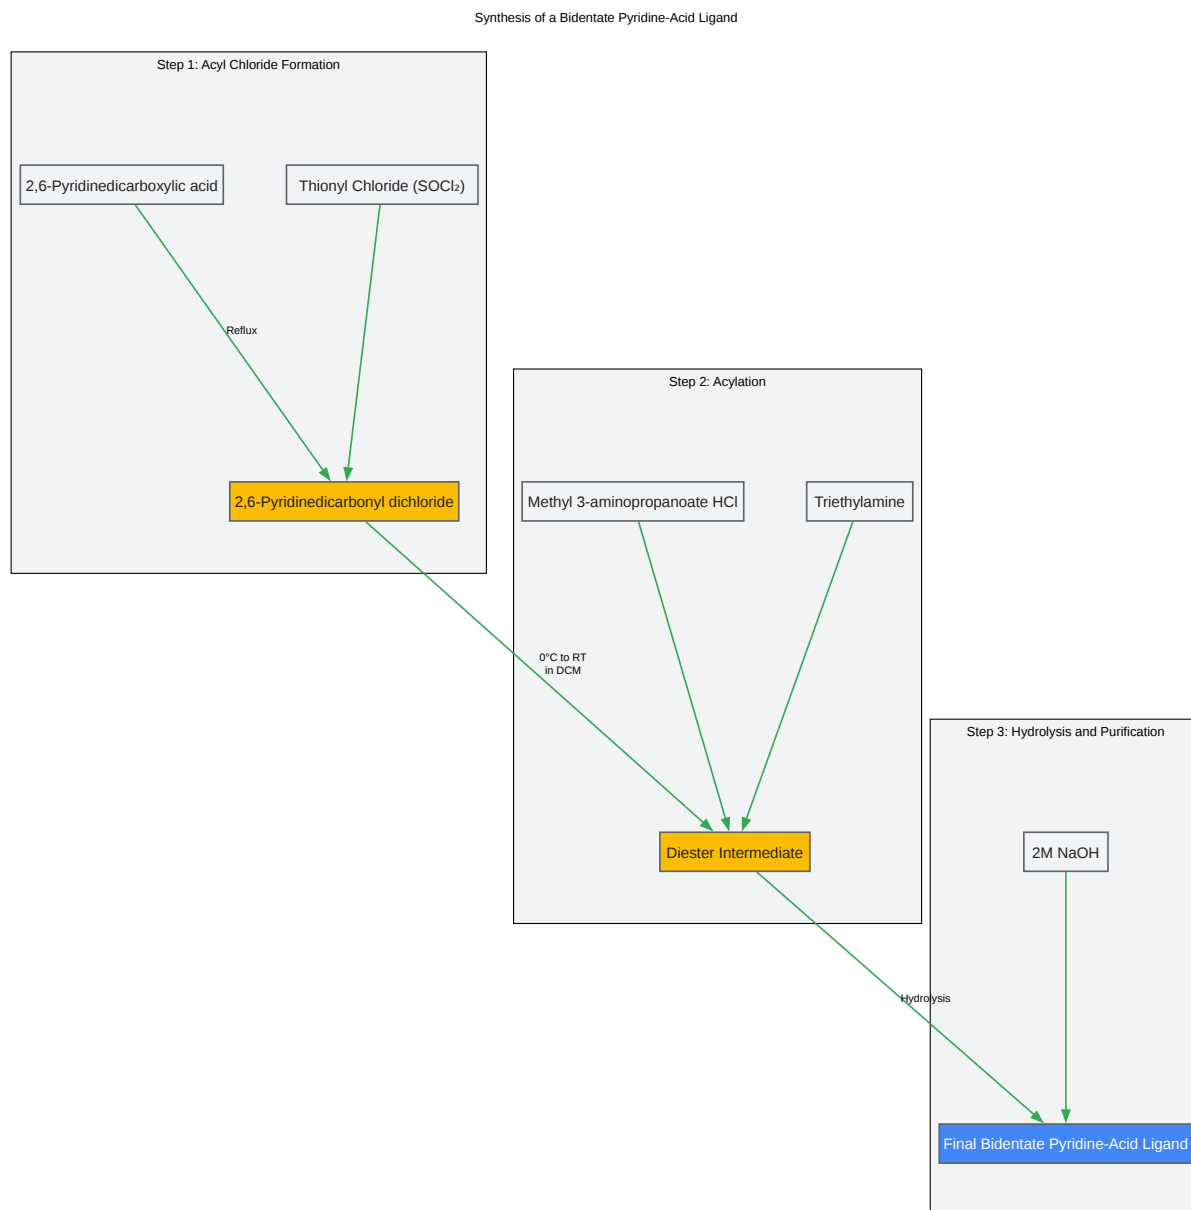 Synthesis of a Bidentate Pyridine-Acid Ligand
Step 1: Acyl Chloride Formation
2,6-Pyridinedicarboxylic acid
Thionyl Chloride (SOCl₂)
Reflux
2,6-Pyridinedicarbonyl dichloride
Step 2: Acylation
Methyl 3-aminopropanoate HCl
Triethylamine
0°C to RT
in DCM
Diester Intermediate
Step 3: Hydrolysis and Purification
2M NaOH
Hydrolysis
Final Bidentate Pyridine-Acid Ligand